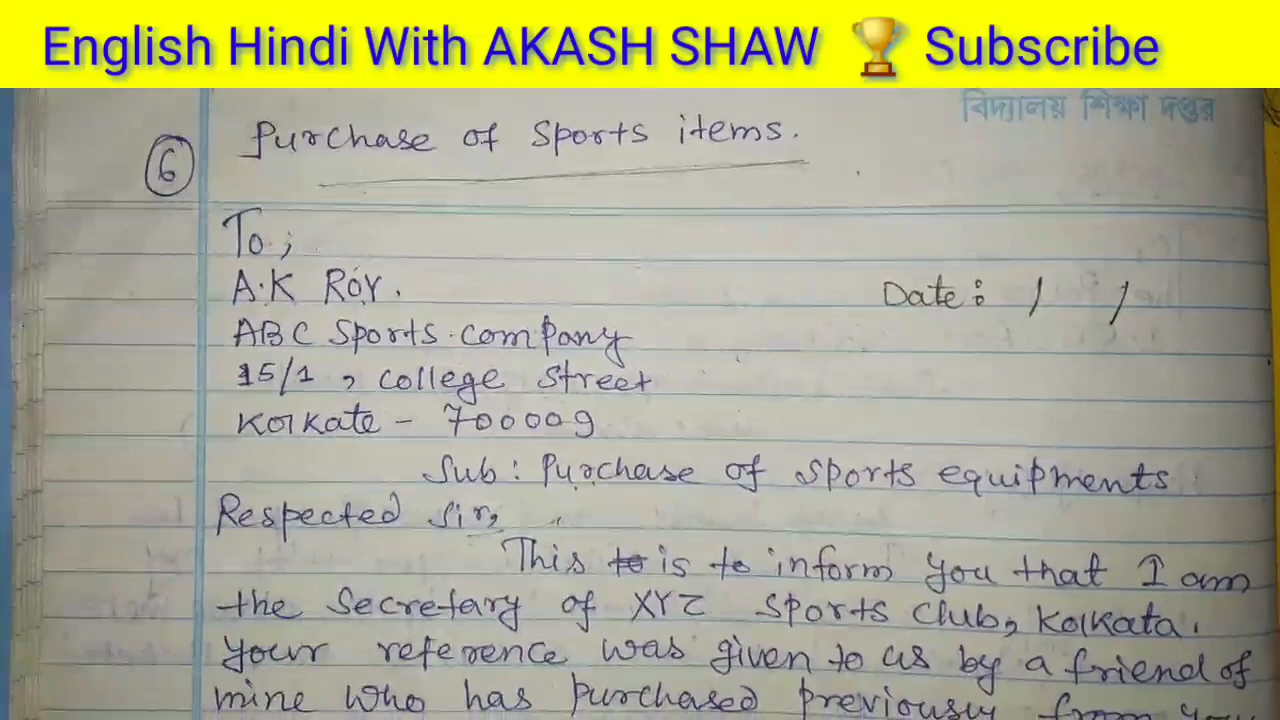 English Hindi With AKASH SHAW 🏆 Subscribe
বিদ্যালয় শিক্ষা দপ্তর
6 Purchase of Sports items.
To,
A.K Roy.
Date: / /
ABC Sports company
15/1, College Street
Kolkate - 700009
Sub: Purchase of sports equipments
Respected Sir,
This to is to inform you that I am
the Secretary of XYZ Sports Club, Kolkata.
Your reference was given to us by a friend of
mine who has purchased previously from you